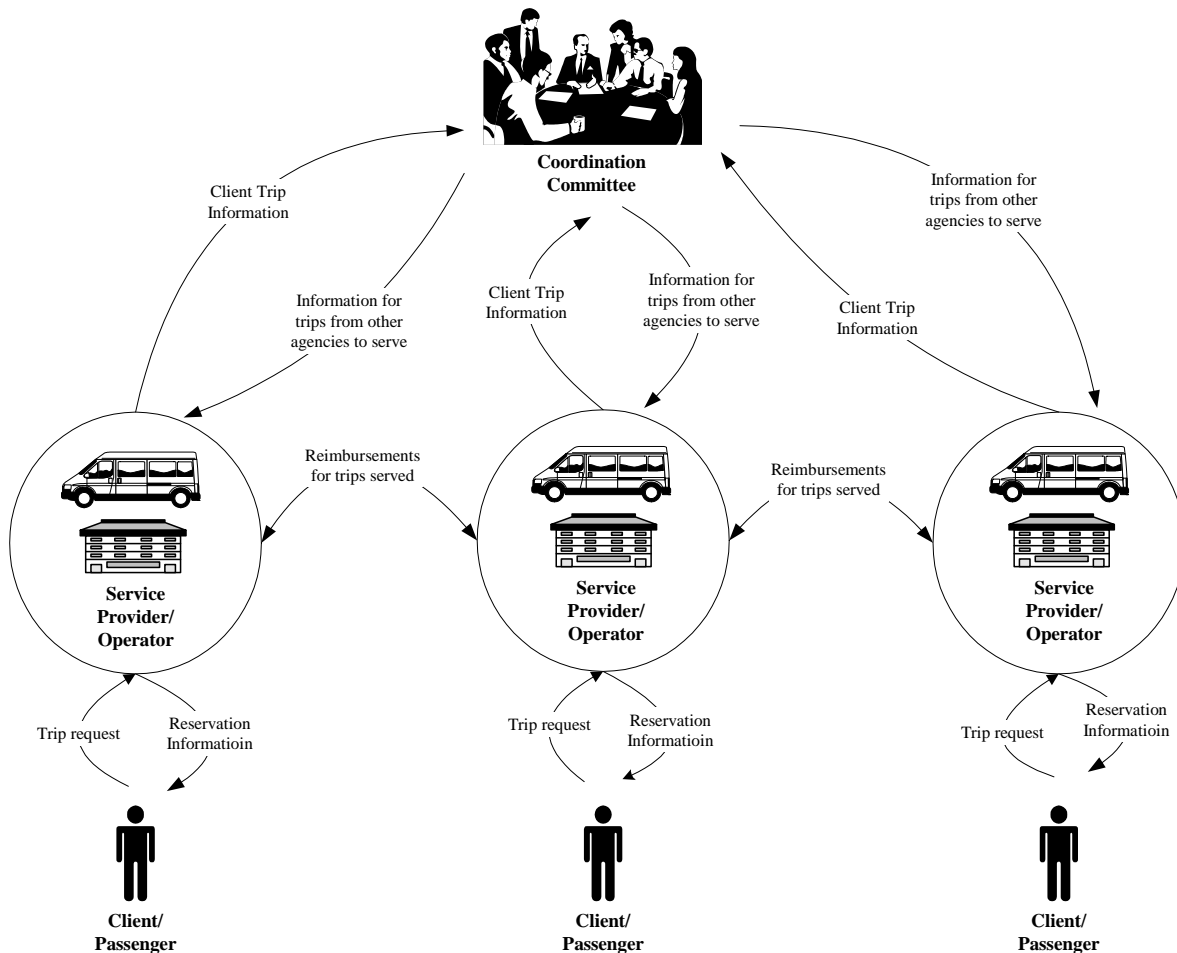 Coordination
Committee
Client Trip
Information
Information for
trips from other
agencies to serve
Client Trip
Information
Information for
trips from other
agencies to serve
Information for
trips from other
agencies to serve
Client Trip
Information
Reimbursements
for trips served
Reimbursements
for trips served
Service
Provider/
Operator
Service
Provider/
Operator
Service
Provider/
Operator
Trip request
Reservation
Informatioin
Trip request
Reservation
Informatioin
Trip request
Reservation
Informatioin
Client/
Passenger
Client/
Passenger
Client/
Passenger